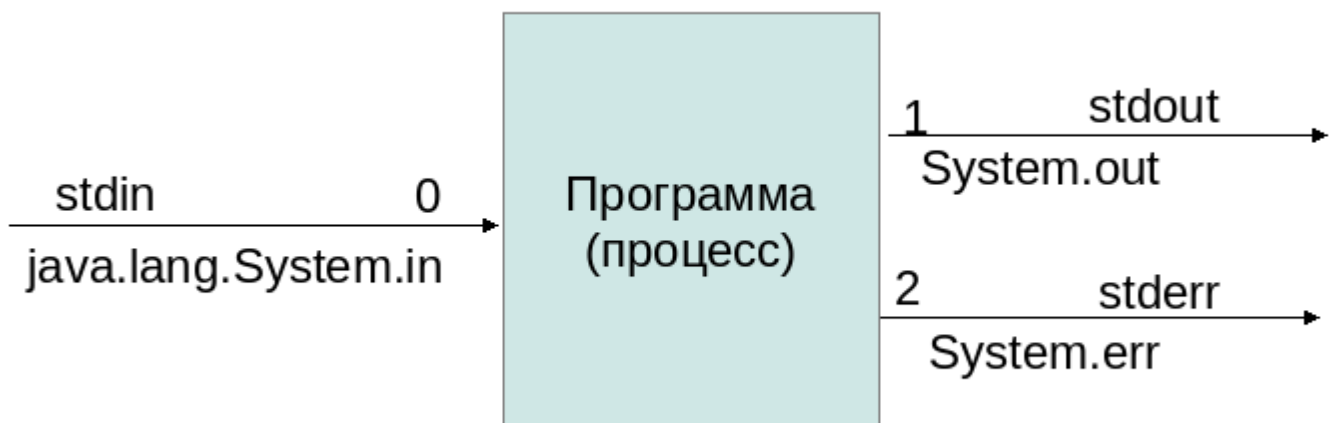 stdin 0
java.lang.System.in
Программа
(процесс)
1 stdout
System.out
2 stderr
System.err